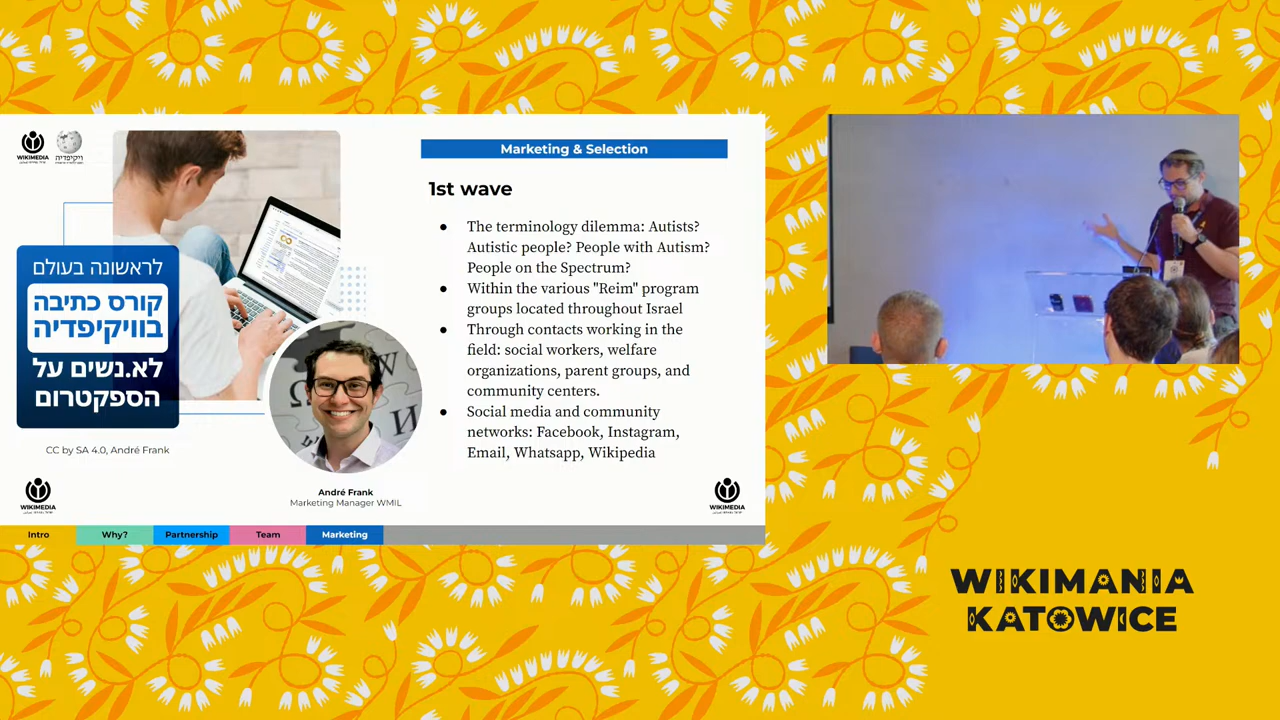 WIKIMEDIA
ויקיפדיה
לראשונה בעולם
קורס כתיבה
בוויקיפדיה
לא.נשים על
הספקטרום
CC by SA 4.0, André Frank
WIKIMEDIA
André Frank
Marketing Manager WMIL
Marketing & Selection
1st wave
● The terminology dilemma: Autists?
Autistic people? People with Autism?
People on the Spectrum?
● Within the various "Reim" program
groups located throughout Israel
● Through contacts working in the
field: social workers, welfare
organizations, parent groups, and
community centers.
● Social media and community
networks: Facebook, Instagram,
Email, Whatsapp, Wikipedia
WIKIMEDIA
Intro
Why?
Partnership
Team
Marketing
WIKIMANIA
KATOWICE